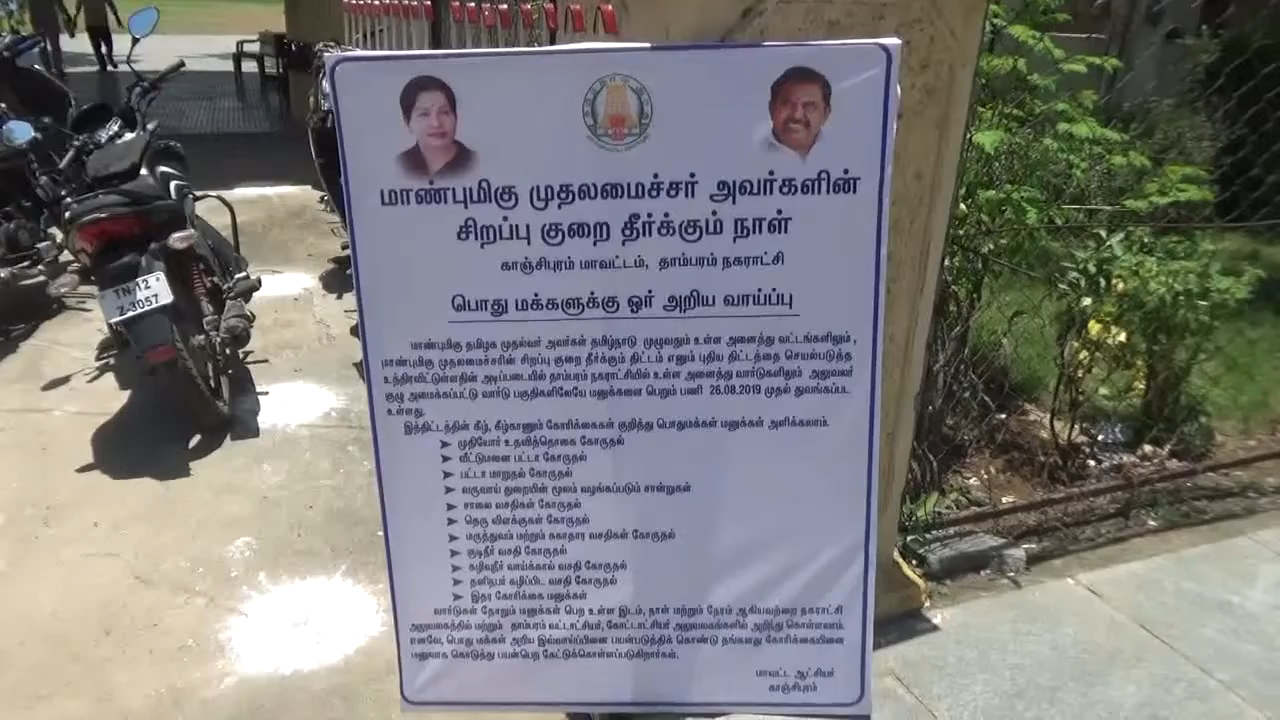 மாண்புமிகு முதலமைச்சர் அவர்களின்
சிறப்பு குறை தீர்க்கும் நாள்
காஞ்சிபுரம் மாவட்டம், தாம்பரம் நகராட்சி
பொது மக்களுக்கு ஓர் அறிய வாய்ப்பு
மாண்புமிகு தமிழக முதல்வர் அவர்கள் தமிழ்நாடு முழுவதும் உள்ள அனைத்து வட்டங்களிலும்,
மாண்புமிகு முதலமைச்சரின் சிறப்பு குறை தீர்க்கும் திட்டம் எனும் புதிய திட்டத்தை செயல்படுத்த
உத்திரவிட்டுள்ளதின் அடிப்படையில் தாம்பரம் நகராட்சியில் உள்ள அனைத்து வார்டுகளிலும் அலுவலர்
குழு அமைக்கப்பட்டு வார்டு பகுதிகளிலேயே மனுக்களை பெறும் பணி 26.08.2019 முதல் துவங்கப்பட
உள்ளது.
இத்திட்டத்தின் கீழ், கீழ்காணும் கோரிக்கைகள் குறித்து பொதுமக்கள் மனுக்கள் அளிக்கலாம்.
➤ முதியோர் உதவித்தொகை கோருதல்
➤ வீட்டுமனை பட்டா கோருதல்
➤ பட்டா மாறுதல் கோருதல்
➤ வருவாய் துறையின் மூலம் வழங்கப்படும் சான்றுகள்
➤ சாலை வசதிகள் கோருதல்
➤ தெரு விளக்குகள் கோருதல்
➤ மருத்துவம் மற்றும் சுகாதார வசதிகள் கோருதல்
➤ குடிநீர் வசதி கோருதல்
➤ கழிவுநீர் வாய்க்கால் வசதி கோருதல்
➤ தனிநபர் கழிப்பிட வசதி கோருதல்
➤ இதர கோரிக்கை மனுக்கள்
வார்டுகள் தோறும் மனுக்கள் பெற உள்ள இடம், நாள் மற்றும் நேரம் ஆகியவற்றை நகராட்சி
அலுவலகத்தில் மற்றும் தாம்பரம் வட்டாட்சியர், கோட்டாட்சியர் அலுவலகங்களில் அறிந்து கொள்ளலாம்.
எனவே, பொது மக்கள் அறிய இவ்வாய்ப்பினை பயன்படுத்திக் கொண்டு தங்களது கோரிக்கையினை
மனுவாக கொடுத்து பயன்பெற கேட்டுக்கொள்ளப்படுகிறார்கள்.
மாவட்ட ஆட்சியர்
காஞ்சிபுரம்
TN-12
Z-3057